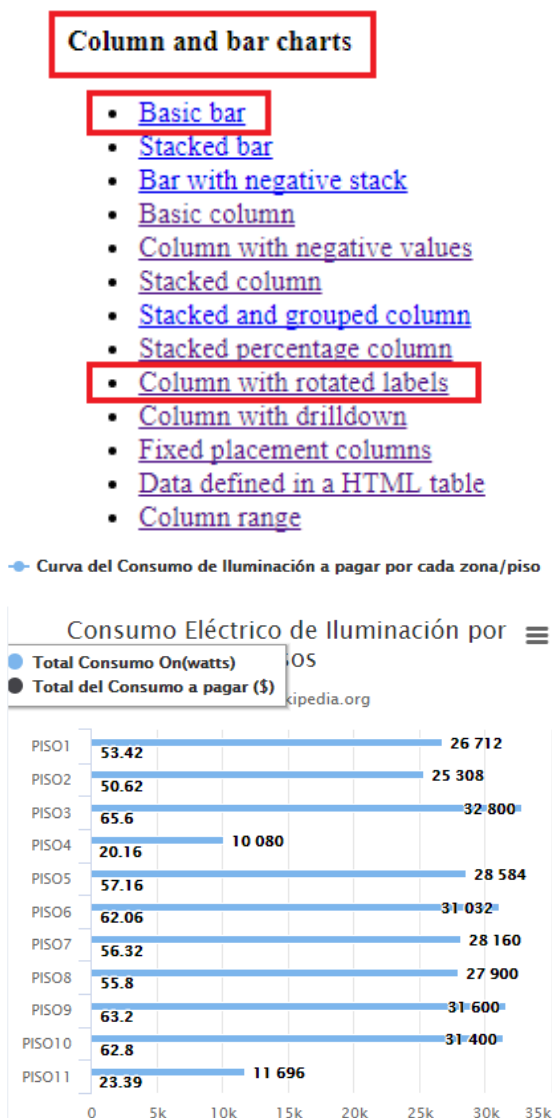 Column and bar charts
Basic bar
Stacked bar
Bar with negative stack
Basic column
Column with negative values
Stacked column
Stacked and grouped column
Stacked percentage column
Column with rotated labels
Column with drilldown
Fixed placement columns
Data defined in a HTML table
Column range
Curva del Consumo de Iluminación a pagar por cada zona/piso
Consumo Eléctrico de Iluminación por
sos
Total Consumo On(watts)
Total del Consumo a pagar ($)
kipedia.org
PISO1 26 712
53.42
PISO2 25 308
50.62
PISO3 32 800
65.6
PISO4 10 080
20.16
PISO5 28 584
57.16
PISO6 31 032
62.06
PISO7 28 160
56.32
PISO8 27 900
55.8
PISO9 31 600
63.2
PISO10 31 400
62.8
PISO11 11 696
23.39
0 5k 10k 15k 20k 25k 30k 35k